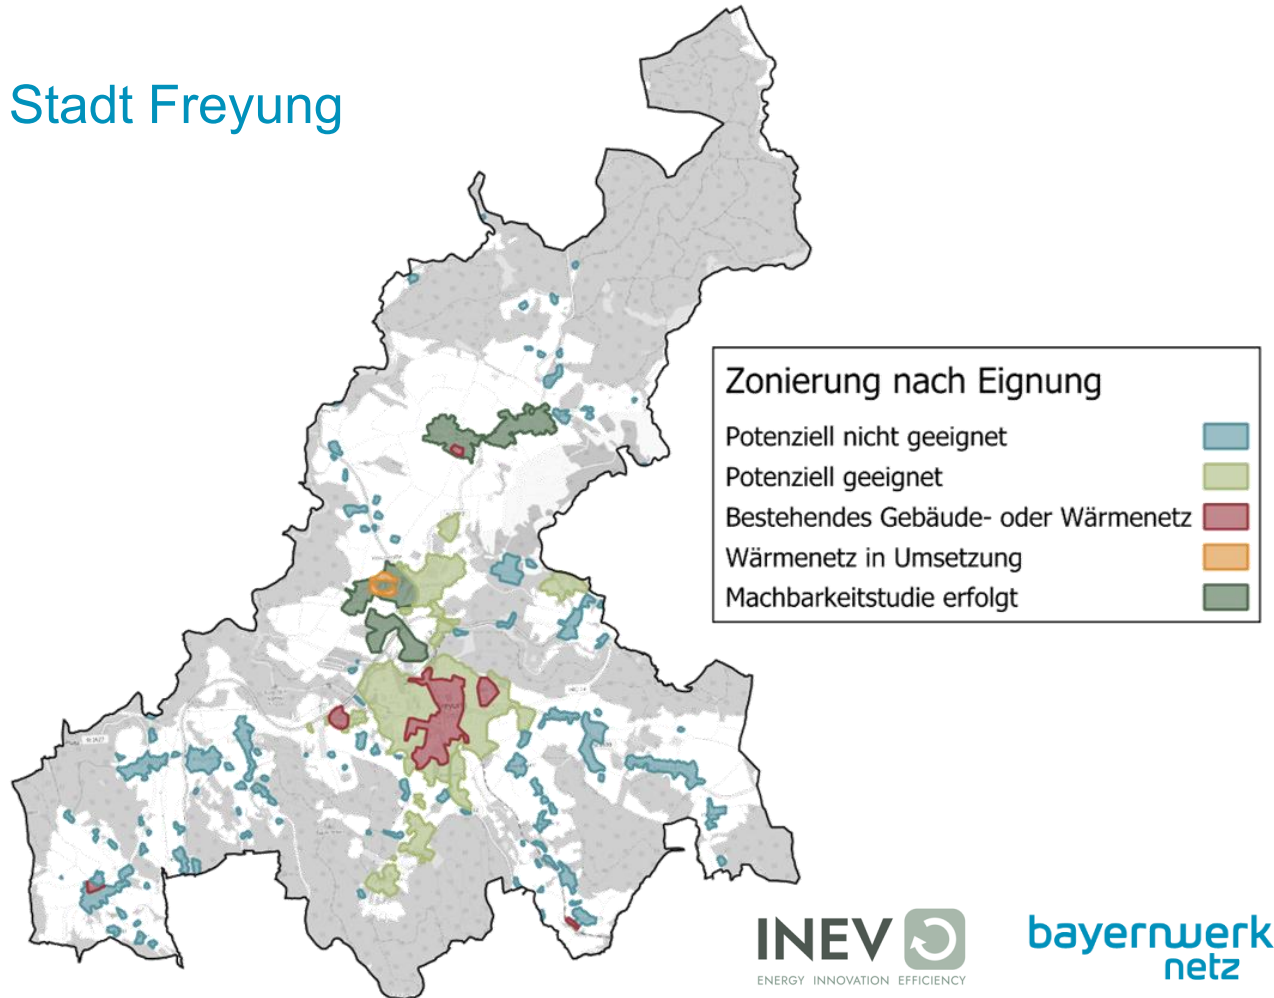 Stadt Freyung
Zonierung nach Eignung
Potenziell nicht geeignet
Potenziell geeignet
Bestehendes Gebäude- oder Wärmenetz
Wärmenetz in Umsetzung
Machbarkeitstudie erfolgt
INEV
ENERGY INNOVATION EFFICIENCY
bayernwerk
netz